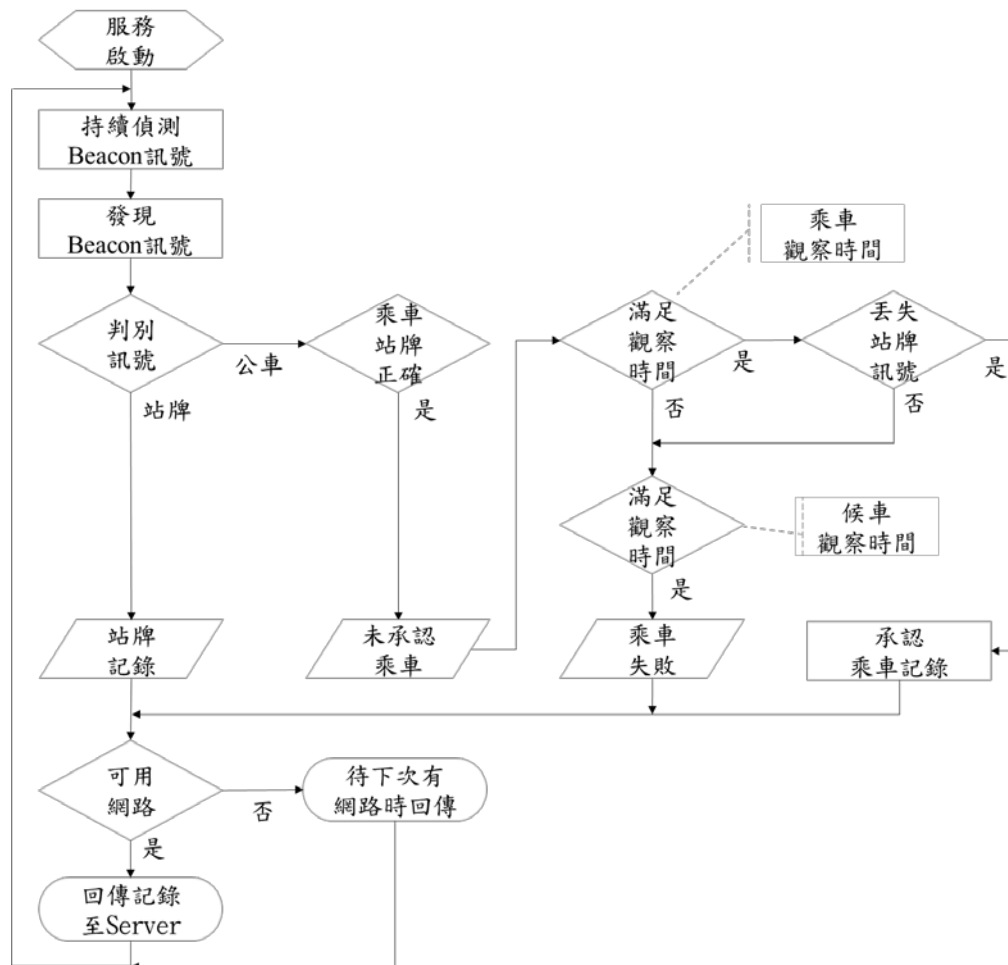 服務
啟動
持續偵測
Beacon訊號
發現
Beacon訊號
乘車
觀察時間
判別
訊號
公車
站牌
乘車
站牌
正確
是
滿足
觀察
時間
是
否
丟失
站牌
訊號
是
否
滿足
觀察
時間
是
候車
觀察時間
站牌
記錄
未承認
乘車
乘車
失敗
承認
乘車記錄
可用
網路
否
是
待下次有
網路時回傳
回傳記錄
至Server